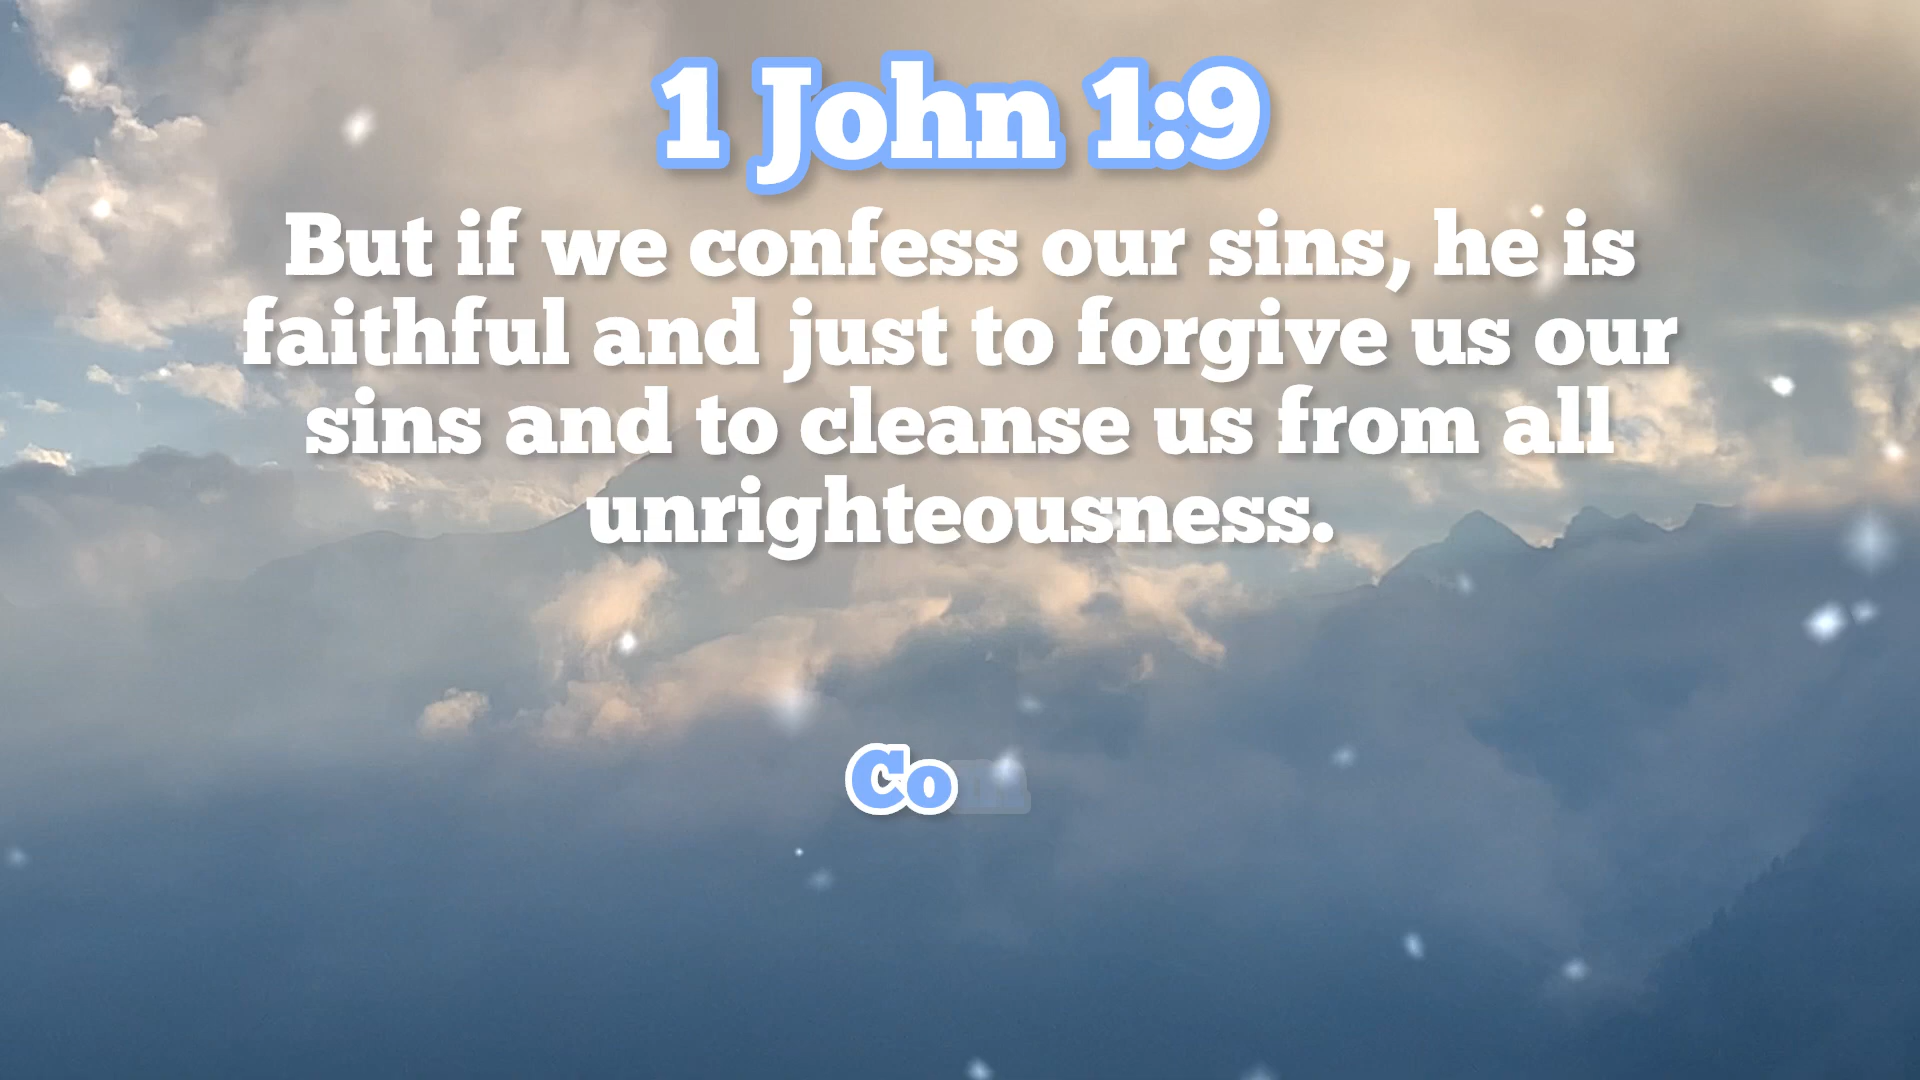 1 John 1:9
But if we confess our sins, he is
faithful and just to forgive us our
sins and to cleanse us from all
unrighteousness.
Co